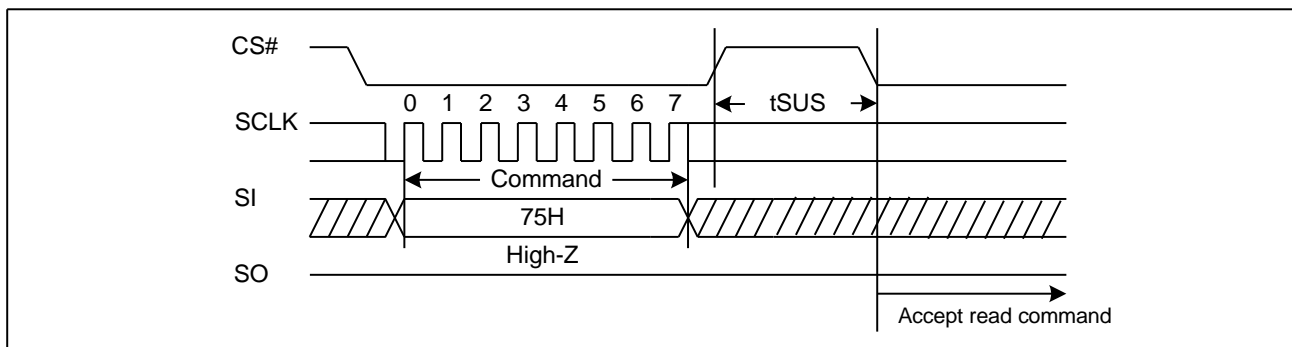 CS#
0 1 2 3 4 5 6 7
tSUS
SCLK
Command
SI
75H
High-Z
SO
Accept read command